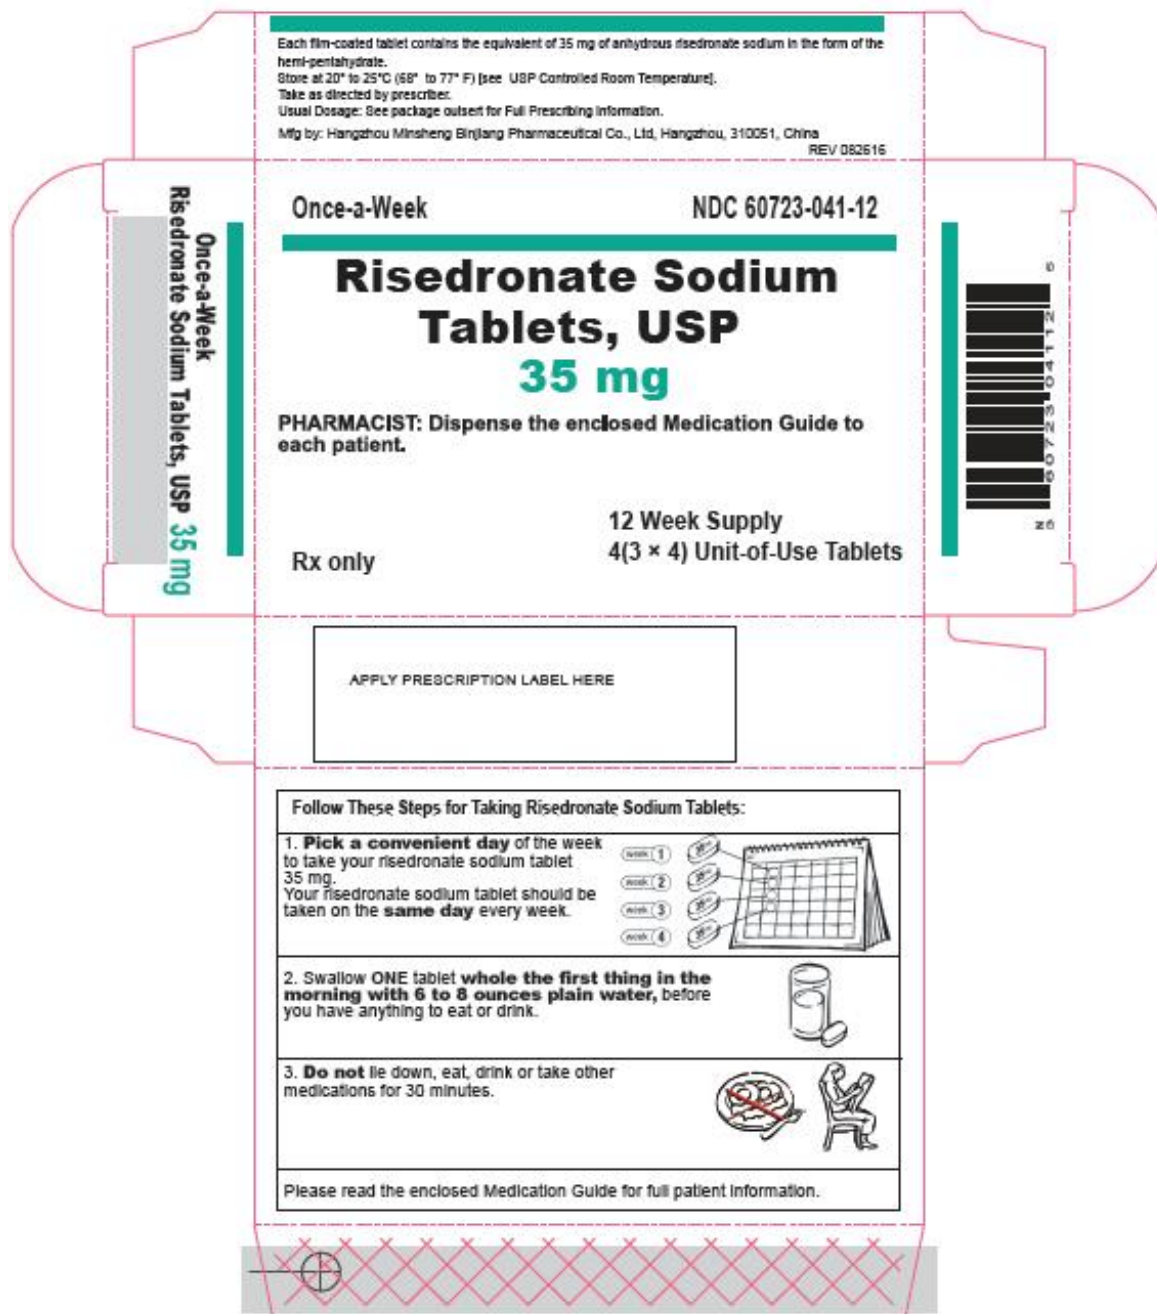 Each film-coated tablet contains the equivalent of 35 mg of anhydrous risedronate sodium in the form of the
hemi-pentahydrate.
Store at 20° to 25°C (68° to 77° F) [see USP Controlled Room Temperature].
Take as directed by prescriber.
Usual Dosage: See package outsert for Full Prescribing Information.
Mfg by: Hangzhou Minsheng Binjiang Pharmaceutical Co., Ltd, Hangzhou, 310051, China
REV 082616
Once-a-Week
Risedronate Sodium Tablets, USP 35 mg
Once-a-Week NDC 60723-041-12
Risedronate Sodium
Tablets, USP
35 mg
PHARMACIST: Dispense the enclosed Medication Guide to
each patient.
12 Week Supply
4(3 × 4) Unit-of-Use Tablets
Rx only
6072304112 6
APPLY PRESCRIPTION LABEL HERE
Follow These Steps for Taking Risedronate Sodium Tablets:
1. Pick a convenient day of the week
to take your risedronate sodium tablet
35 mg.
Your risedronate sodium tablet should be
taken on the same day every week.
week 1
week 2
week 3
week 4
2. Swallow ONE tablet whole the first thing in the
morning with 6 to 8 ounces plain water, before
you have anything to eat or drink.
3. Do not lie down, eat, drink or take other
medications for 30 minutes.
Please read the enclosed Medication Guide for full patient information.